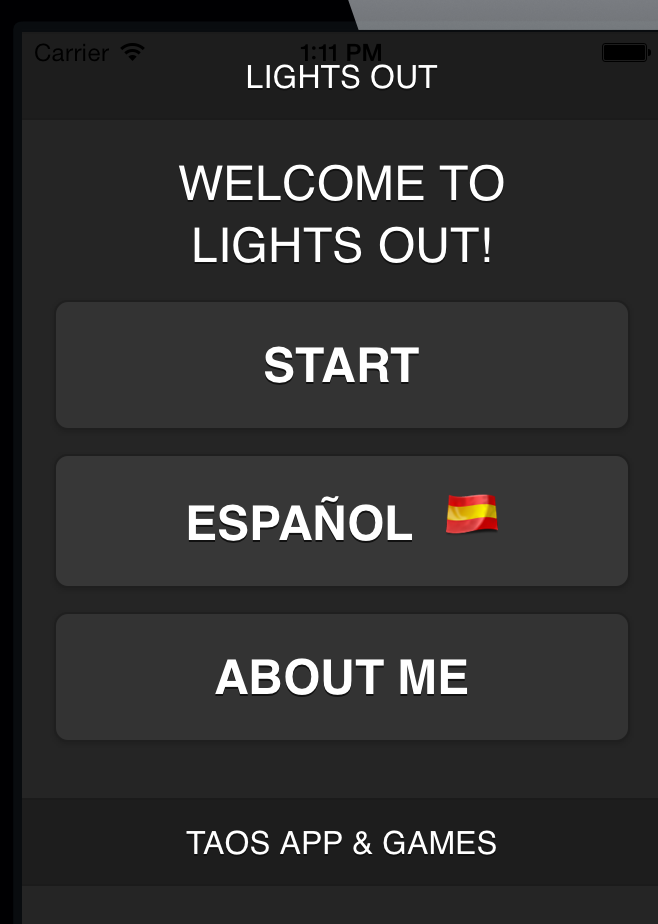 Carrier 1:11 PM
LIGHTS OUT
WELCOME TO
LIGHTS OUT!
START
ESPAÑOL
ABOUT ME
TAOS APP & GAMES